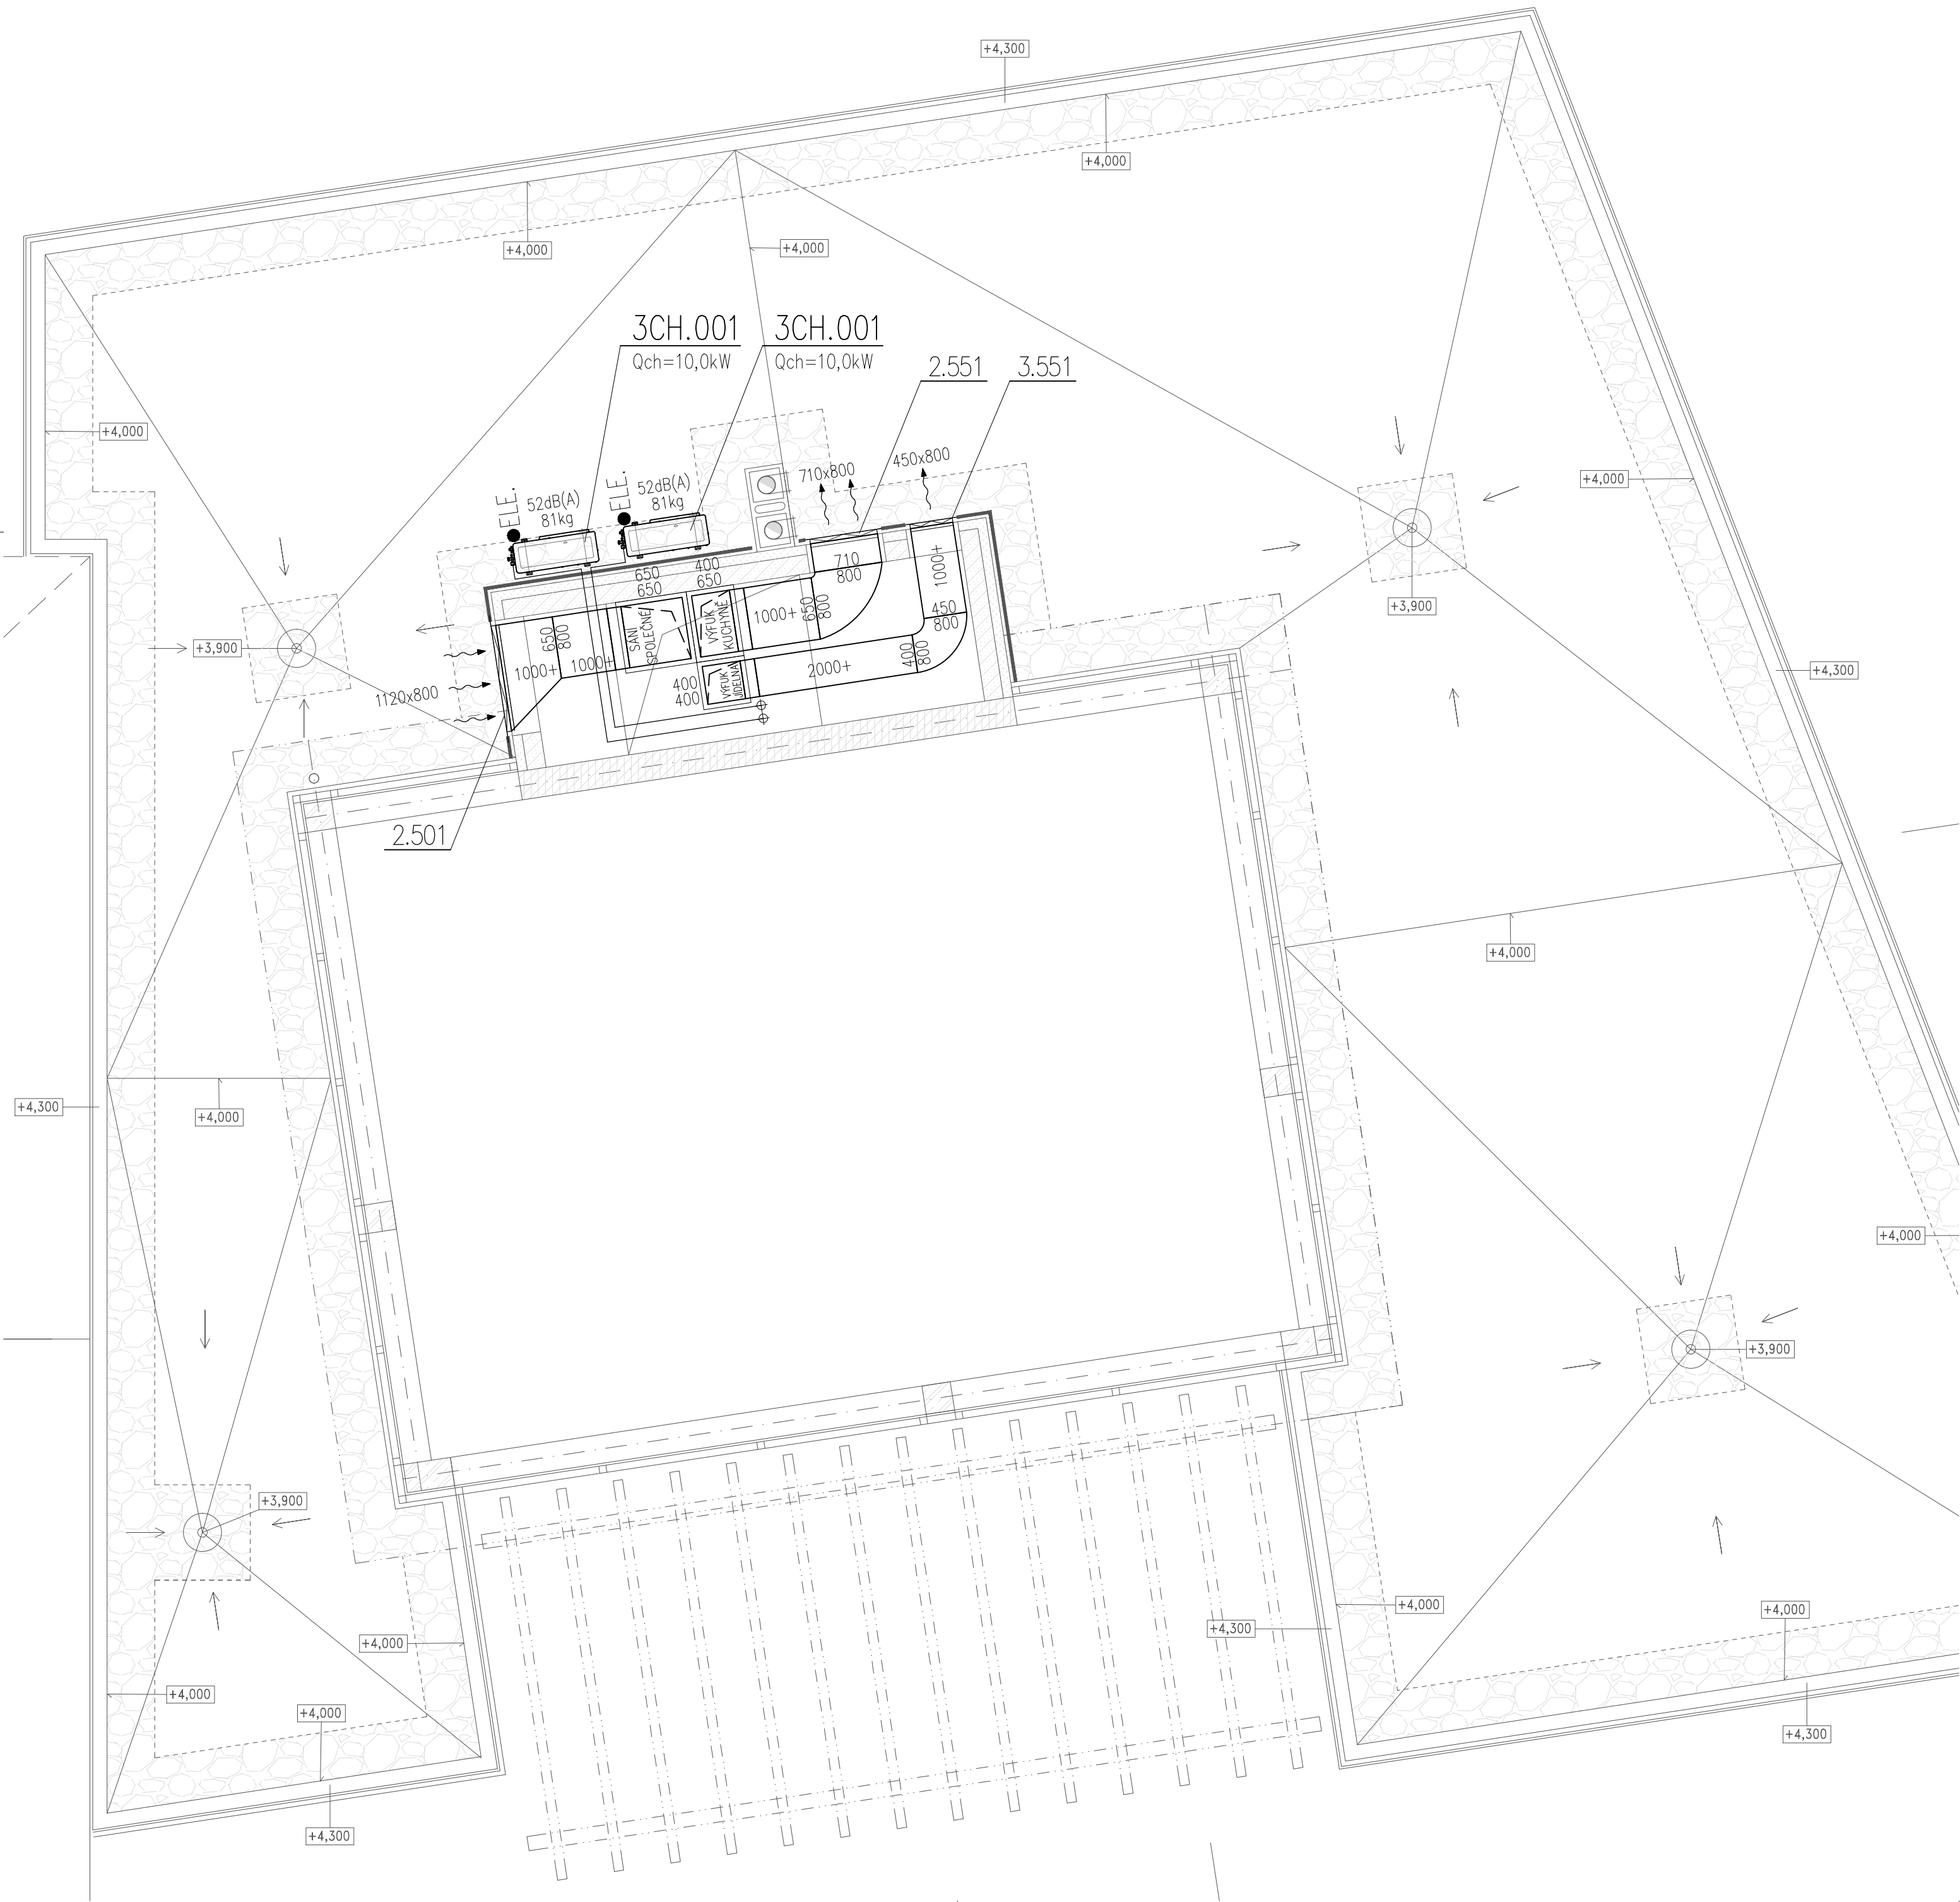 +4,300
+4,000
+4,000
+4,000
3CH.001
Qch=10,0kW
3CH.001
Qch=10,0kW
2.551
3.551
+4,000
+4,000
ELE.
52dB(A)
81kg
ELE.
52dB(A)
81kg
710x800
450x800
650
650
400
650
710
800
1000+
+3,900
+3,900
650
800
1000+
1000+
SÁNÍ
SPOLEČNÉ
VÝFUK
KUCHYNĚ
1000+
650
800
450
800
400
400
VÝFUK
JÍDELNA
2000+
400
800
1120x800
+4,300
2.501
+4,000
+4,300
+4,000
+4,000
+3,900
+3,900
+4,000
+4,000
+4,000
+4,300
+4,000
+4,000
+4,300
+4,300